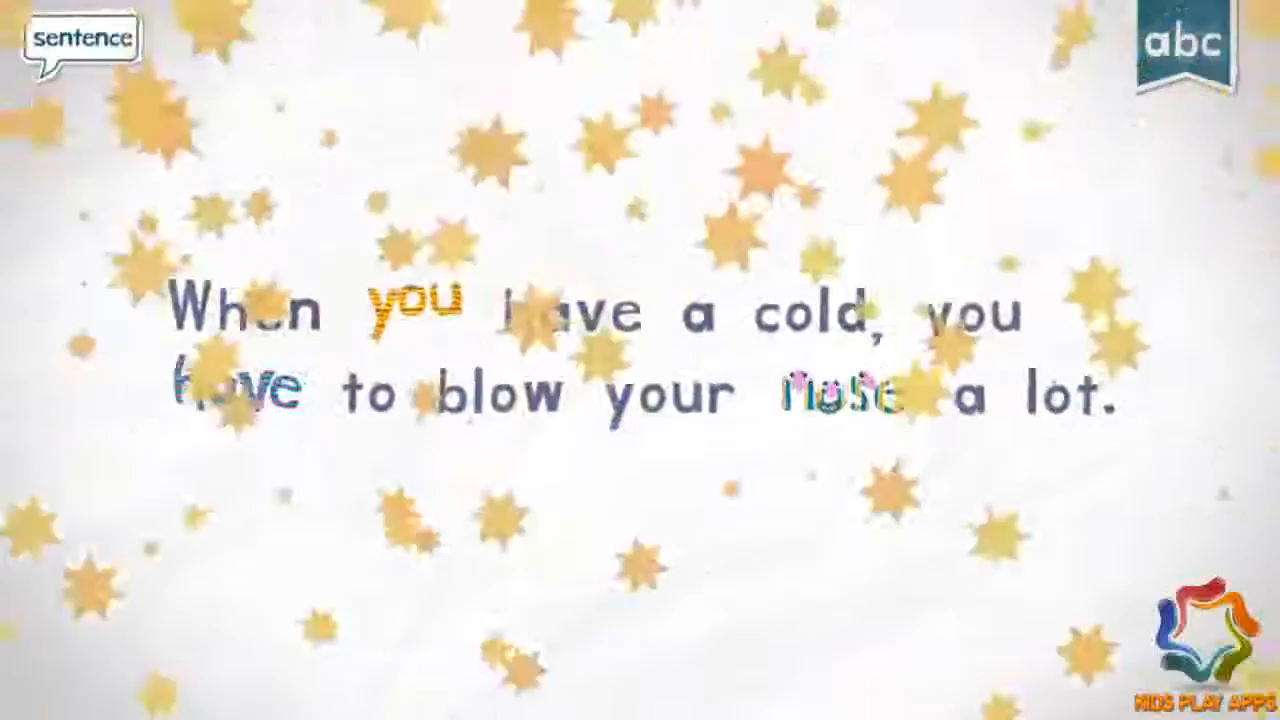 sentence
abc
When you have a cold, you
have to blow your nose a lot.
KIDS PLAY APPS